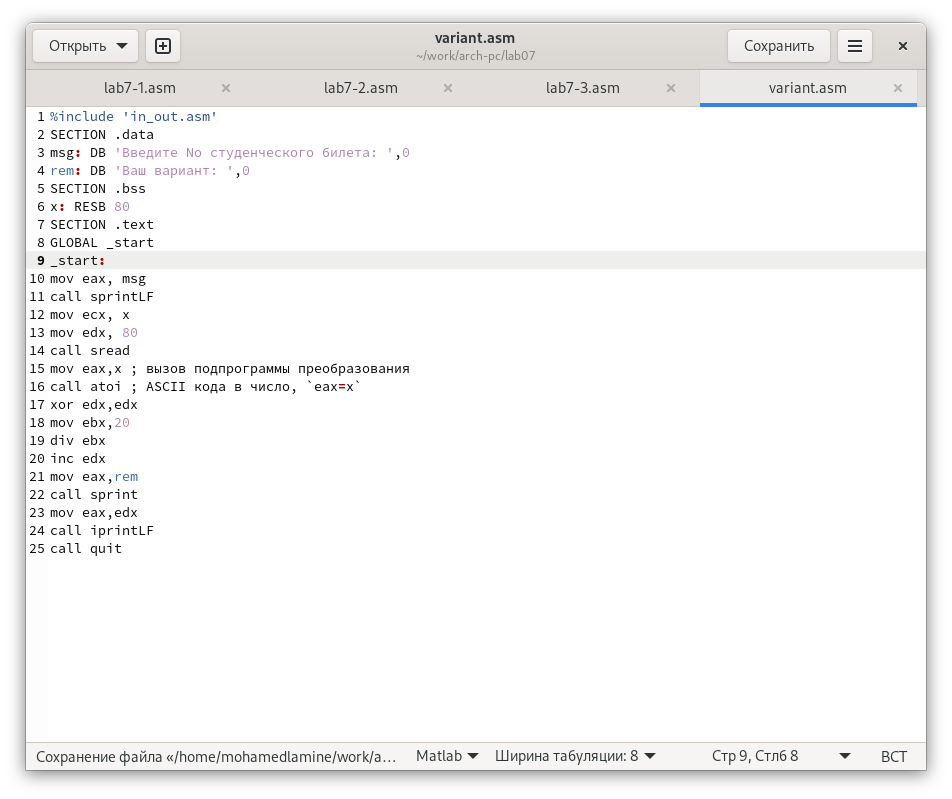 Открыть
variant.asm
~/work/arch-pc/lab07
Сохранить
lab7-1.asm
lab7-2.asm
lab7-3.asm
variant.asm
1 %include 'in_out.asm'
2 SECTION .data
3 msg: DB 'Введите No студенческого билета: ',0
4 rem: DB 'Ваш вариант: ',0
5 SECTION .bss
6 x: RESB 80
7 SECTION .text
8 GLOBAL _start
9 _start:
10 mov eax, msg
11 call sprintLF
12 mov ecx, x
13 mov edx, 80
14 call sread
15 mov eax,x ; вызов подпрограммы преобразования
16 call atoi ; ASCII кода в число, `eax=x`
17 xor edx,edx
18 mov ebx,20
19 div ebx
20 inc edx
21 mov eax,rem
22 call sprint
23 mov eax,edx
24 call iprintLF
25 call quit
Сохранение файла «/home/mohamedlamine/work/a… Matlab Ширина табуляции: 8 Стр 9, Стлб 8 ВСТ